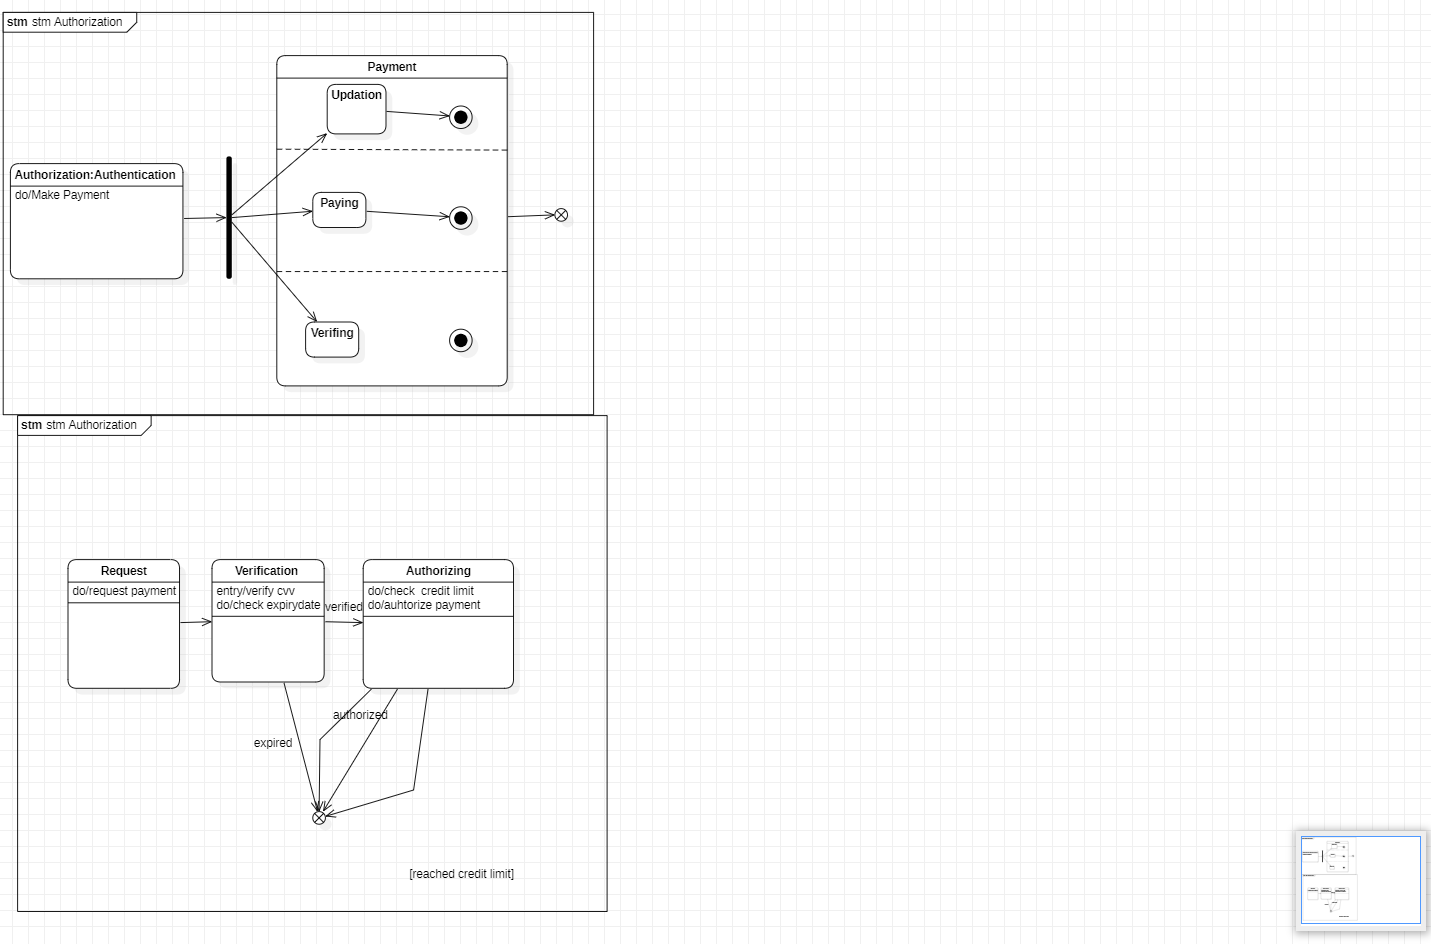 stm stm Authorization
Payment
Updation
Authorization:Authentication
do/Make Payment
Paying
Verifing
stm stm Authorization
Request
do/request payment
Verification
entry/verify cvv
do/check expirydate
verified
Authorizing
do/check  credit limit
do/auhtorize payment
authorized
expired
[reached credit limit]